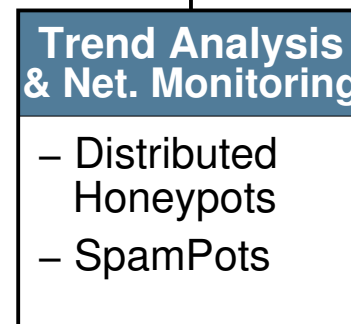 Trend Analysis
& Net. Monitoring
– Distributed
Honeypots
– SpamPots